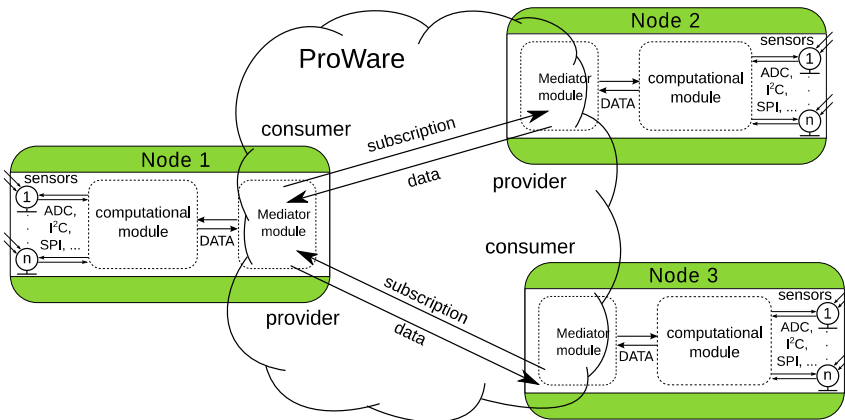 ProWare
Node 2
sensors
1
ADC,
I²C,
SPI, ...
n
Mediator
module
DATA
computational
module
consumer
subscription
data
provider
Node 1
sensors
1
ADC,
I²C,
SPI, ...
n
computational
module
DATA
Mediator
module
provider
consumer
subscription
data
Node 3
Mediator
module
DATA
computational
module
sensors
1
ADC,
I²C,
SPI, ...
n